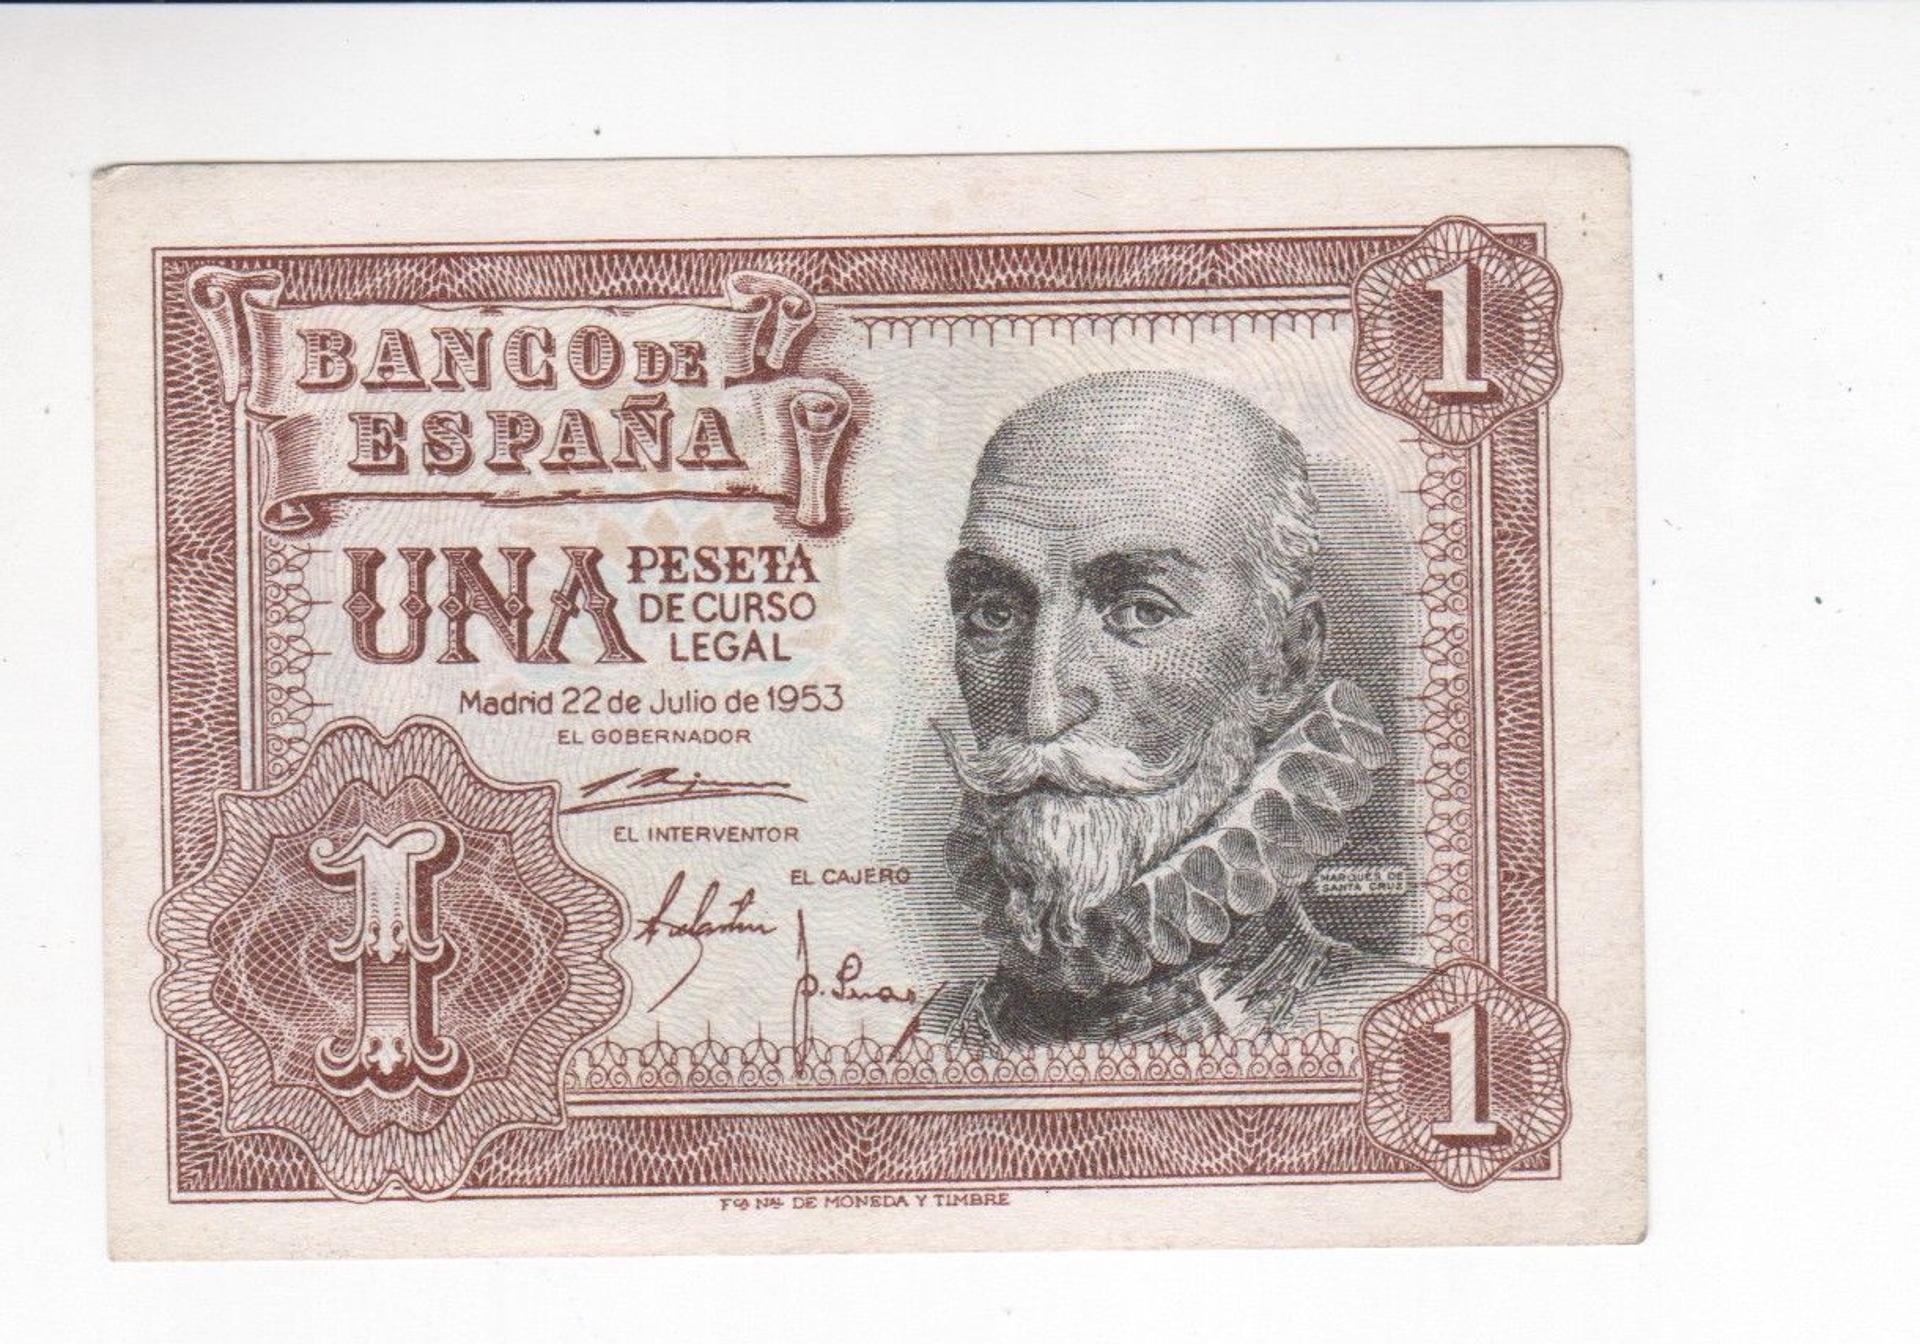 BANCO DE
ESPAÑA
UNA PESETA
DE CURSO
LEGAL
Madrid 22 de Julio de 1953
EL GOBERNADOR
EL INTERVENTOR
EL CAJERO
MARQUES DE
SANTA CRUZ
1
1
1
Fca Nal DE MONEDA Y TIMBRE